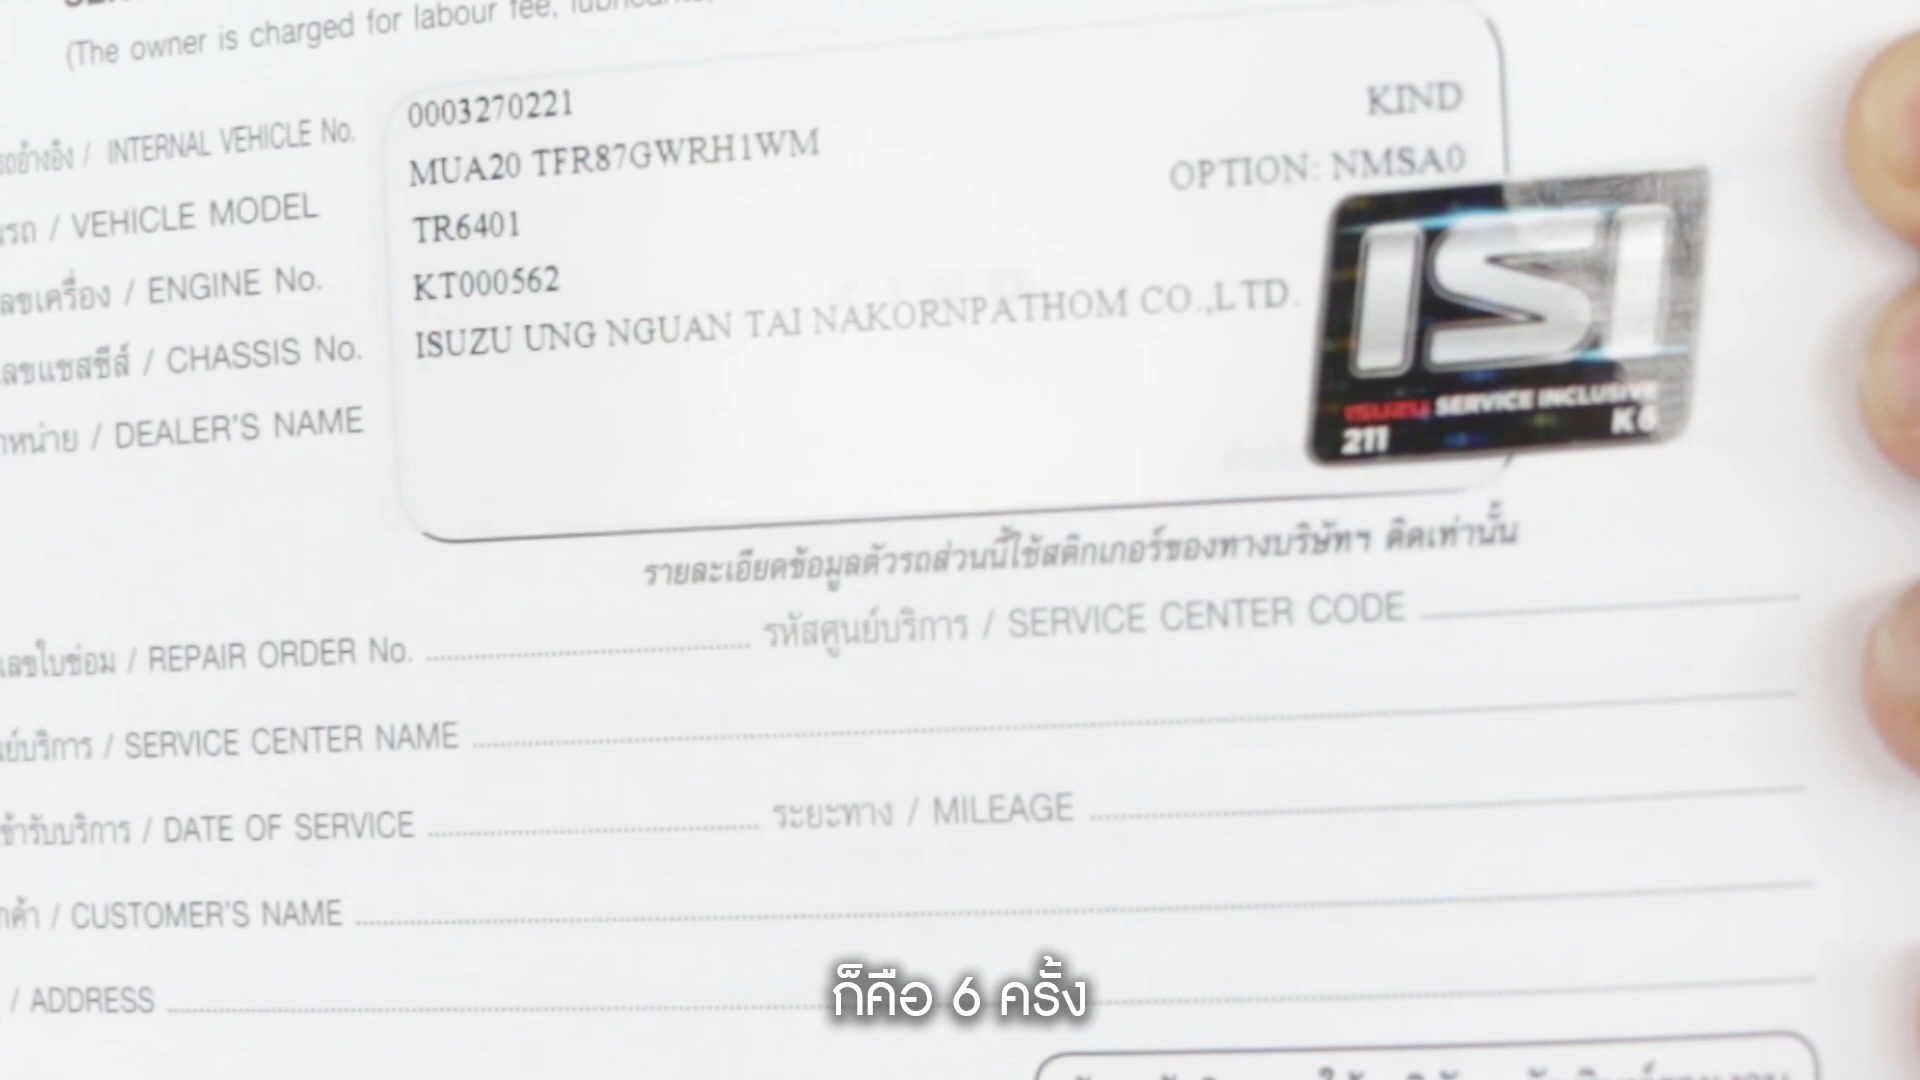 (The owner is charged for labour fee,
0003270221 KIND
รถอ้างอิง / INTERNAL VEHICLE No.
MUA20 TFR87GWRH1WM OPTION: NMSA0
/ VEHICLE MODEL
TR6401
ลขเครื่อง / ENGINE No.
KT000562
ลขแชสซีส์ / CHASSIS No.
ISUZU UNG NGUAN TAI NAKORNPATHOM CO.,LTD.
/ DEALER'S NAME
ISI
ISUZU SERVICE INCLUSIVE
211 K6
รายละเอียดข้อมูลตัวรถส่วนนี้ใช้สติกเกอร์ของทางบริษัทฯ ติดเท่านั้น
ลขใบซ่อม / REPAIR ORDER No. รหัสศูนย์บริการ / SERVICE CENTER CODE
ย์บริการ / SERVICE CENTER NAME
ข้ารับบริการ / DATE OF SERVICE ระยะทาง / MILEAGE
กค้า / CUSTOMER'S NAME
/ ADDRESS
ก็คือ 6 ครั้ง